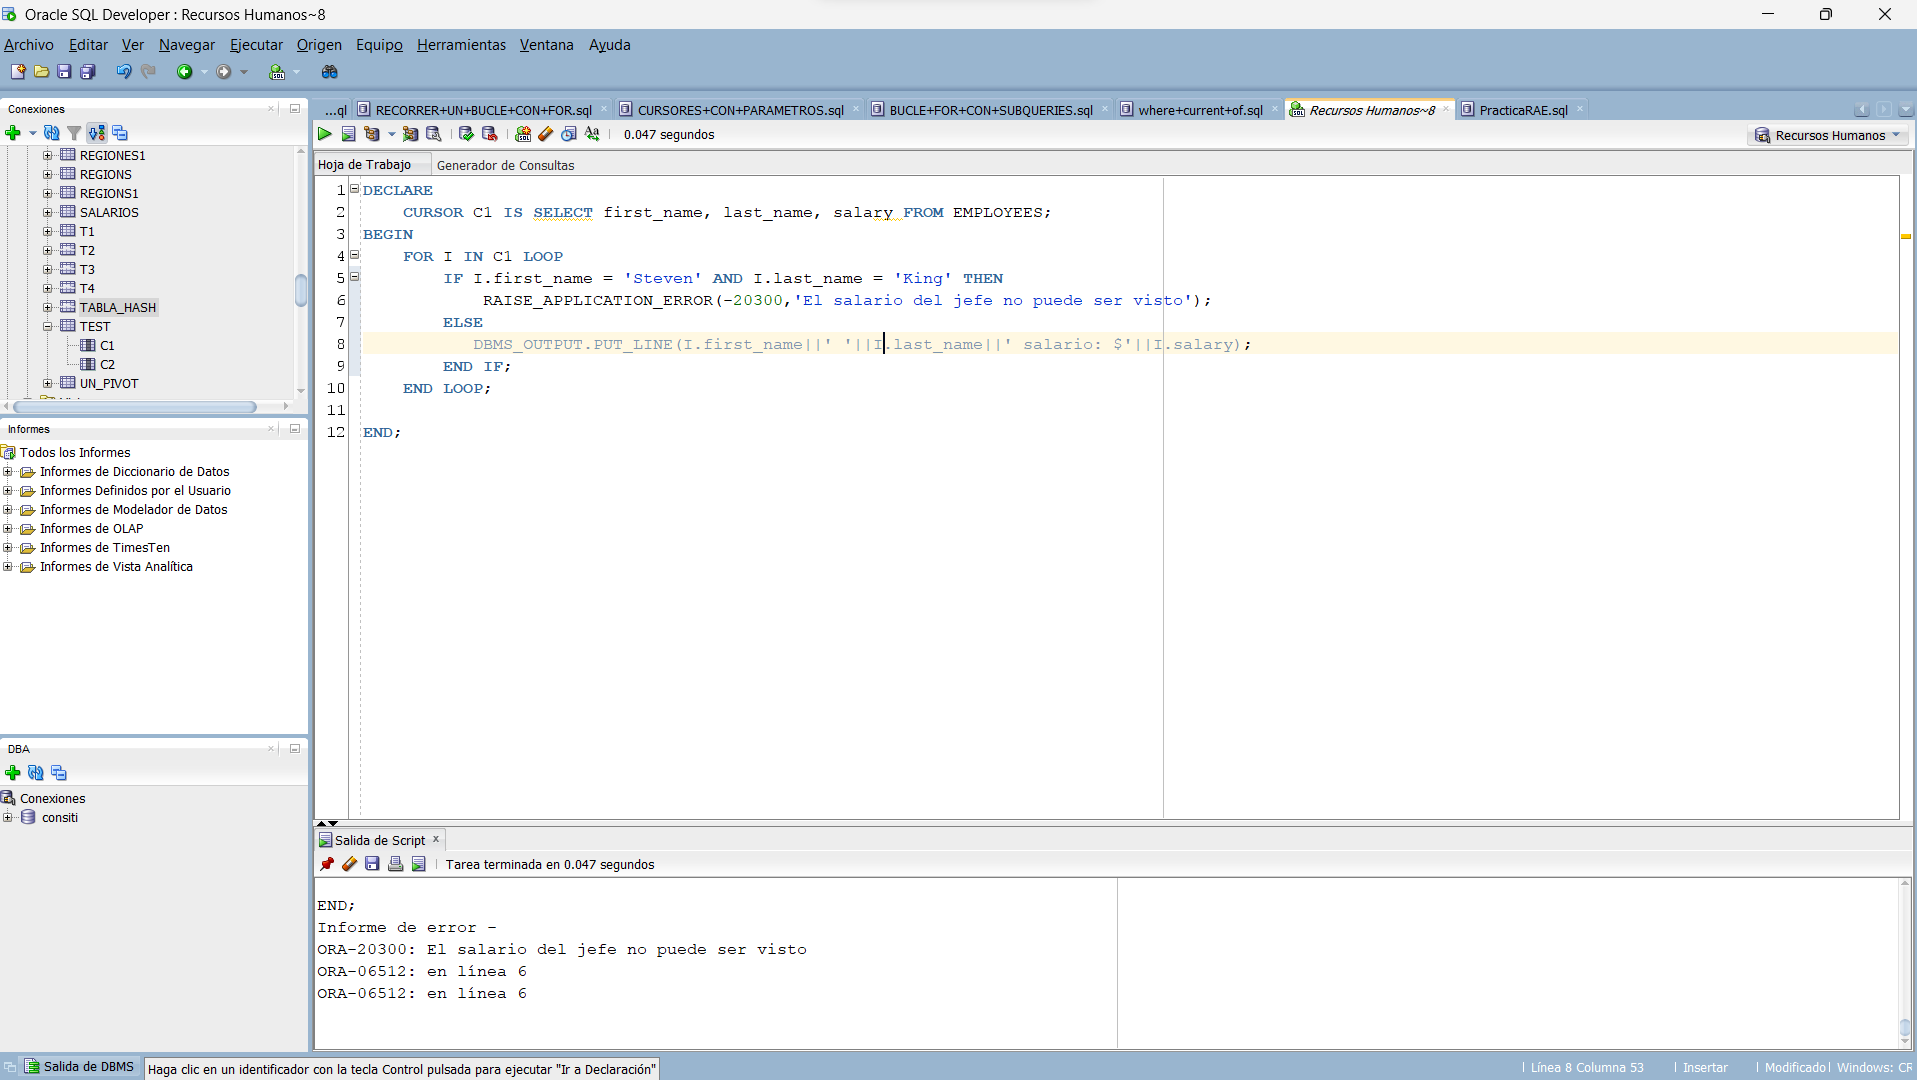 Oracle SQL Developer : Recursos Humanos~8
Archivo Editar Ver Navegar Ejecutar Origen Equipo Herramientas Ventana Ayuda
Conexiones
REGIONES1
REGIONS
REGIONS1
SALARIOS
T1
T2
T3
T4
TABLA_HASH
TEST
C1
C2
UN_PIVOT
Informes
Todos los Informes
Informes de Diccionario de Datos
Informes Definidos por el Usuario
Informes de Modelador de Datos
Informes de OLAP
Informes de TimesTen
Informes de Vista Analítica
DBA
Conexiones
consiti
...ql RECORRER+UN+BUCLE+CON+FOR.sql CURSORES+CON+PARAMETROS.sql BUCLE+FOR+CON+SUBQUERIES.sql where+current+of.sql Recursos Humanos~8 PracticaRAE.sql
0.047 segundos
Recursos Humanos
Hoja de Trabajo Generador de Consultas
1 DECLARE
2 CURSOR C1 IS SELECT first_name, last_name, salary FROM EMPLOYEES;
3 BEGIN
4 FOR I IN C1 LOOP
5 IF I.first_name = 'Steven' AND I.last_name = 'King' THEN
6 RAISE_APPLICATION_ERROR(-20300,'El salario del jefe no puede ser visto');
7 ELSE
8 DBMS_OUTPUT.PUT_LINE(I.first_name||' '||I.last_name||' salario: $'||I.salary);
9 END IF;
10 END LOOP;
11
12 END;
Salida de Script
Tarea terminada en 0.047 segundos
END;
Informe de error -
ORA-20300: El salario del jefe no puede ser visto
ORA-06512: en línea 6
ORA-06512: en línea 6
Salida de DBMS
Haga clic en un identificador con la tecla Control pulsada para ejecutar "Ir a Declaración"
Línea 8 Columna 53 Insertar Modificado Windows: CR